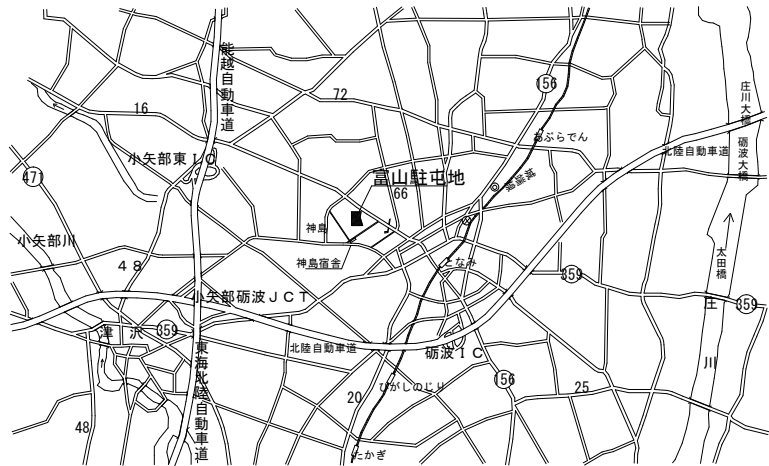 能越自動車道
156
庄川大橋
72
16
あぶらでん
北陸自動車道
砺波大橋
小矢部東IC
471
富山駐屯地
66
城端線
神島
小矢部川
神島宿舎
となみ
太田橋
48
359
小矢部砺波JCT
庄川
359
津沢
359
北陸自動車道
砺波IC
東海北陸自動車道
ひがしのじり
156
25
20
48
たかぎ